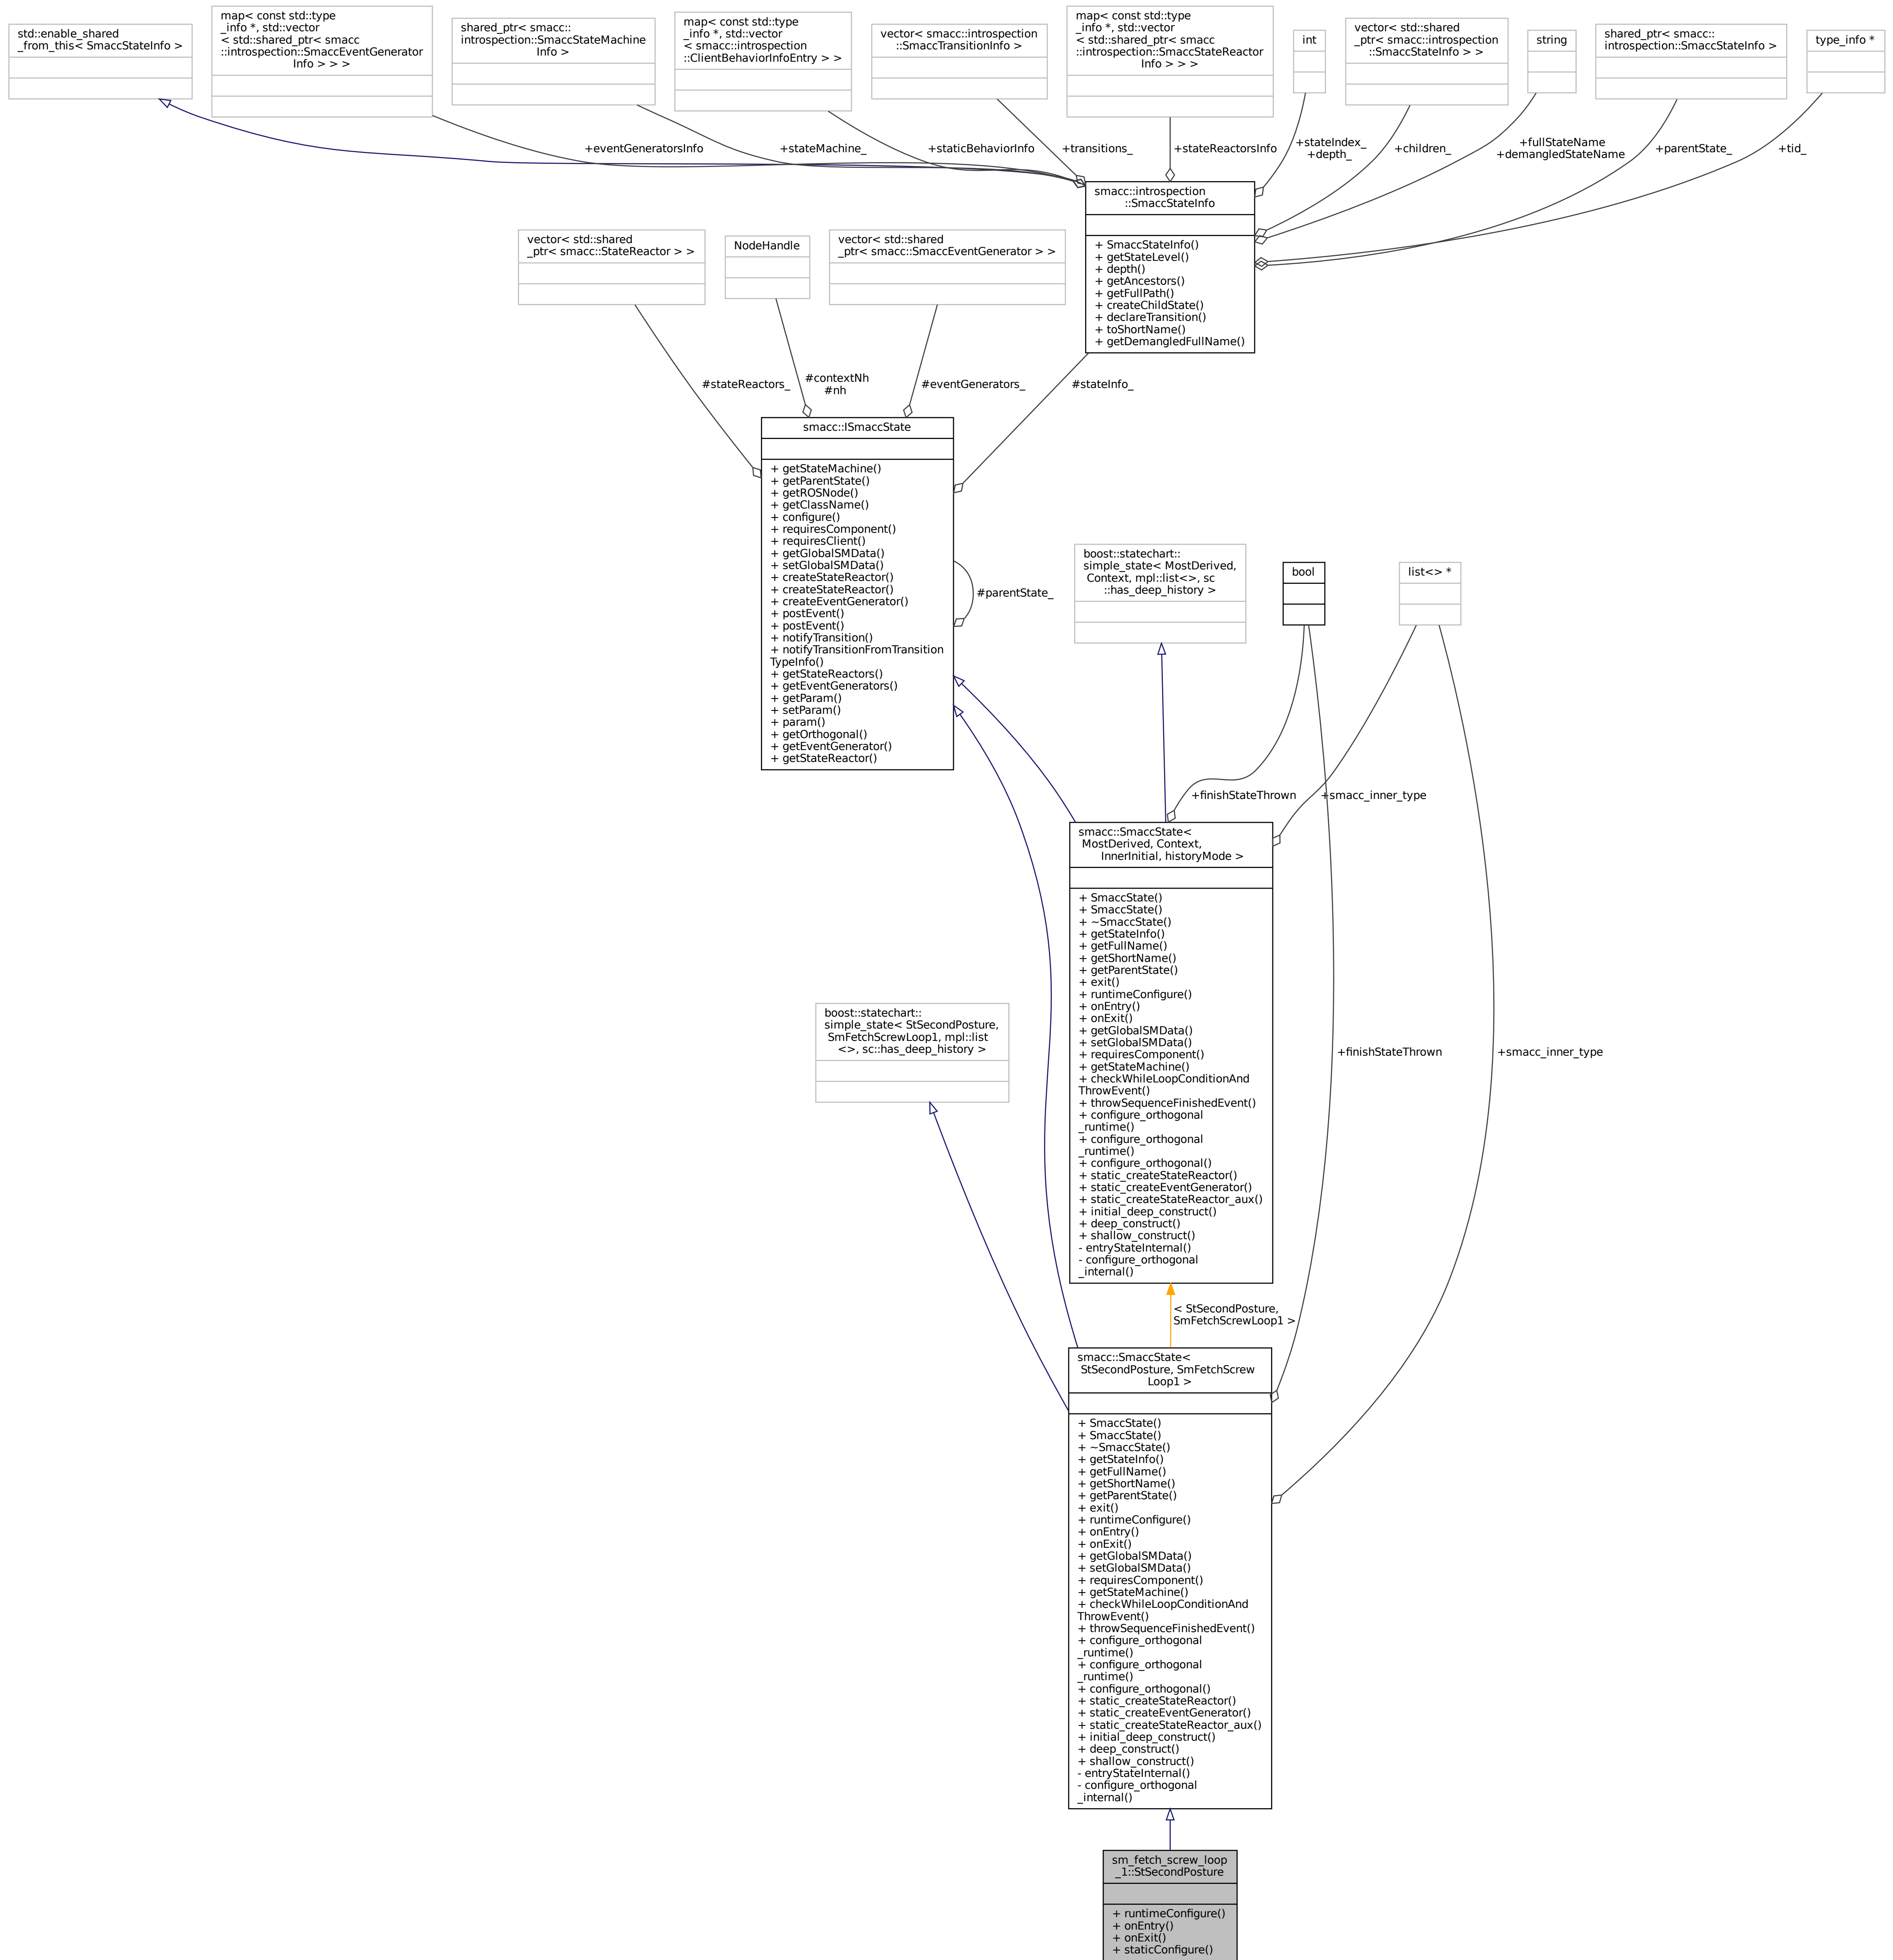 std::enable_shared
_from_this< SmaccStateInfo >
map< const std::type
_info *, std::vector
< std::shared_ptr< smacc
::introspection::SmaccEventGenerator
Info > > >
shared_ptr< smacc::
introspection::SmaccStateMachine
Info >
map< const std::type
_info *, std::vector
< smacc::introspection
::ClientBehaviorInfoEntry > >
vector< smacc::introspection
::SmaccTransitionInfo >
map< const std::type
_info *, std::vector
< std::shared_ptr< smacc
::introspection::SmaccStateReactor
Info > > >
int
vector< std::shared
_ptr< smacc::introspection
::SmaccStateInfo > >
string
shared_ptr< smacc::
introspection::SmaccStateInfo >
type_info *
+eventGeneratorsInfo
+stateMachine_
+staticBehaviorInfo
+transitions_
+stateReactorsInfo
+stateIndex_
+depth_
+children_
+fullStateName
+demangledStateName
+parentState_
+tid_
smacc::introspection
::SmaccStateInfo
+ SmaccStateInfo()
+ getStateLevel()
+ depth()
+ getAncestors()
+ getFullPath()
+ createChildState()
+ declareTransition()
+ toShortName()
+ getDemangledFullName()
vector< std::shared
_ptr< smacc::StateReactor > >
NodeHandle
vector< std::shared
_ptr< smacc::SmaccEventGenerator > >
#stateReactors_
#contextNh
#nh
#eventGenerators_
#stateInfo_
smacc::ISmaccState
+ getStateMachine()
+ getParentState()
+ getROSNode()
+ getClassName()
+ configure()
+ requiresComponent()
+ requiresClient()
+ getGlobalSMData()
+ setGlobalSMData()
+ createStateReactor()
+ createStateReactor()
+ createEventGenerator()
+ postEvent()
+ postEvent()
+ notifyTransition()
+ notifyTransitionFromTransition
TypeInfo()
+ getStateReactors()
+ getEventGenerators()
+ getParam()
+ setParam()
+ param()
+ getOrthogonal()
+ getEventGenerator()
+ getStateReactor()
#parentState_
boost::statechart::
simple_state< MostDerived,
Context, mpl::list<>, sc
::has_deep_history >
bool
list<> *
+finishStateThrown
+smacc_inner_type
smacc::SmaccState<
MostDerived, Context,
InnerInitial, historyMode >
+ SmaccState()
+ SmaccState()
+ ~SmaccState()
+ getStateInfo()
+ getFullName()
+ getShortName()
+ getParentState()
+ exit()
+ runtimeConfigure()
+ onEntry()
+ onExit()
+ getGlobalSMData()
+ setGlobalSMData()
+ requiresComponent()
+ getStateMachine()
+ checkWhileLoopConditionAnd
ThrowEvent()
+ throwSequenceFinishedEvent()
+ configure_orthogonal
_runtime()
+ configure_orthogonal
_runtime()
+ configure_orthogonal()
+ static_createStateReactor()
+ static_createEventGenerator()
+ static_createStateReactor_aux()
+ initial_deep_construct()
+ deep_construct()
+ shallow_construct()
- entryStateInternal()
- configure_orthogonal
_internal()
boost::statechart::
simple_state< StSecondPosture,
SmFetchScrewLoop1, mpl::list
<>, sc::has_deep_history >
+finishStateThrown
+smacc_inner_type
< StSecondPosture,
SmFetchScrewLoop1 >
smacc::SmaccState<
StSecondPosture, SmFetchScrew
Loop1 >
+ SmaccState()
+ SmaccState()
+ ~SmaccState()
+ getStateInfo()
+ getFullName()
+ getShortName()
+ getParentState()
+ exit()
+ runtimeConfigure()
+ onEntry()
+ onExit()
+ getGlobalSMData()
+ setGlobalSMData()
+ requiresComponent()
+ getStateMachine()
+ checkWhileLoopConditionAnd
ThrowEvent()
+ throwSequenceFinishedEvent()
+ configure_orthogonal
_runtime()
+ configure_orthogonal
_runtime()
+ configure_orthogonal()
+ static_createStateReactor()
+ static_createEventGenerator()
+ static_createStateReactor_aux()
+ initial_deep_construct()
+ deep_construct()
+ shallow_construct()
- entryStateInternal()
- configure_orthogonal
_internal()
sm_fetch_screw_loop
_1::StSecondPosture
+ runtimeConfigure()
+ onEntry()
+ onExit()
+ staticConfigure()